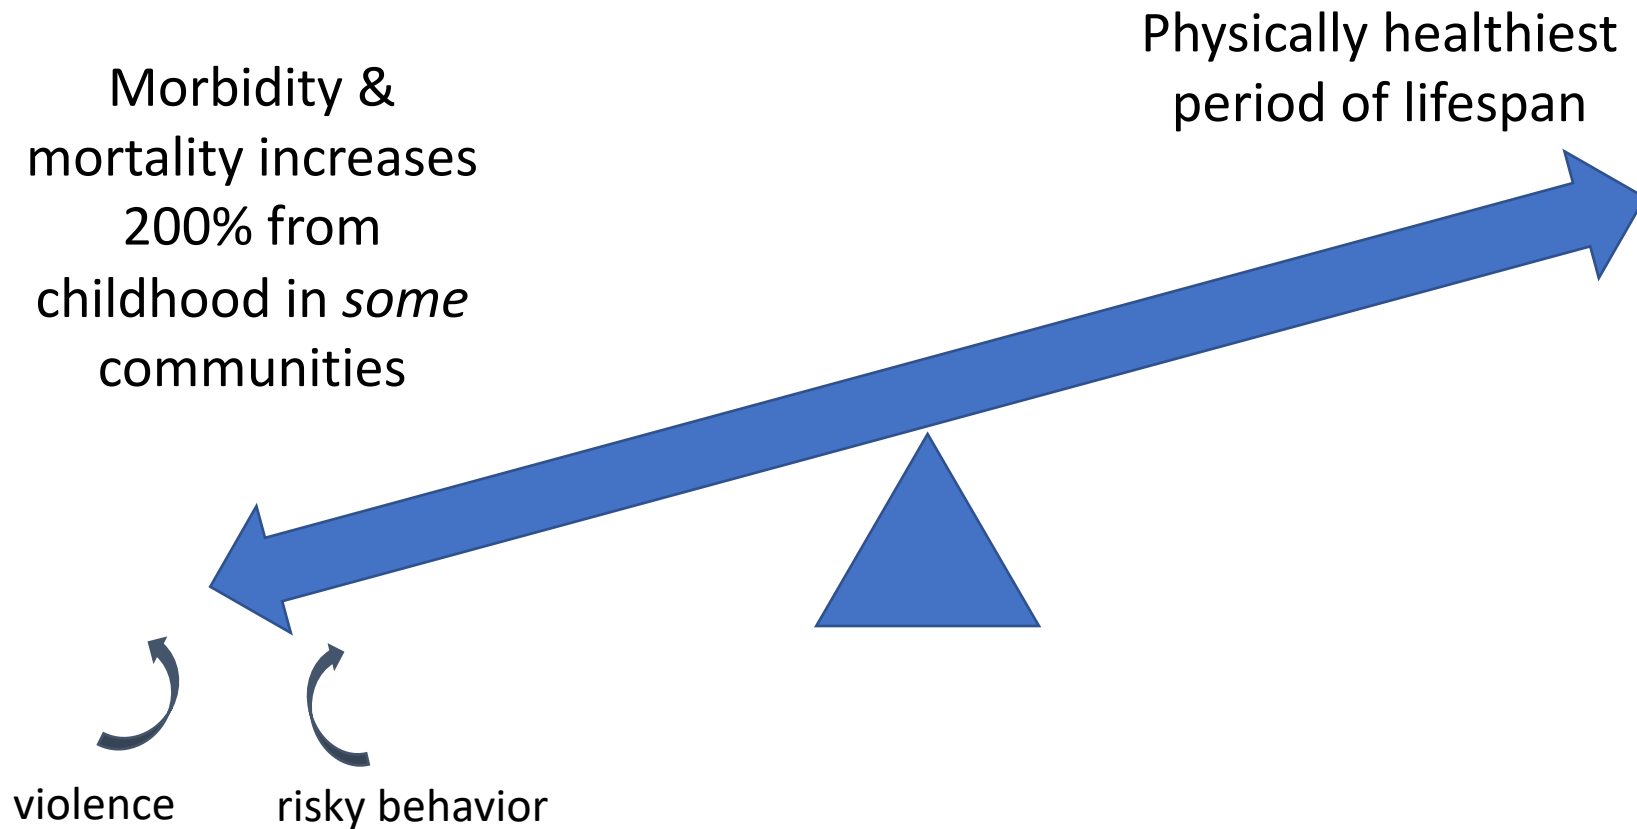 Morbidity &
mortality increases
200% from
childhood in some
communities
Physically healthiest
period of lifespan
violence
risky behavior